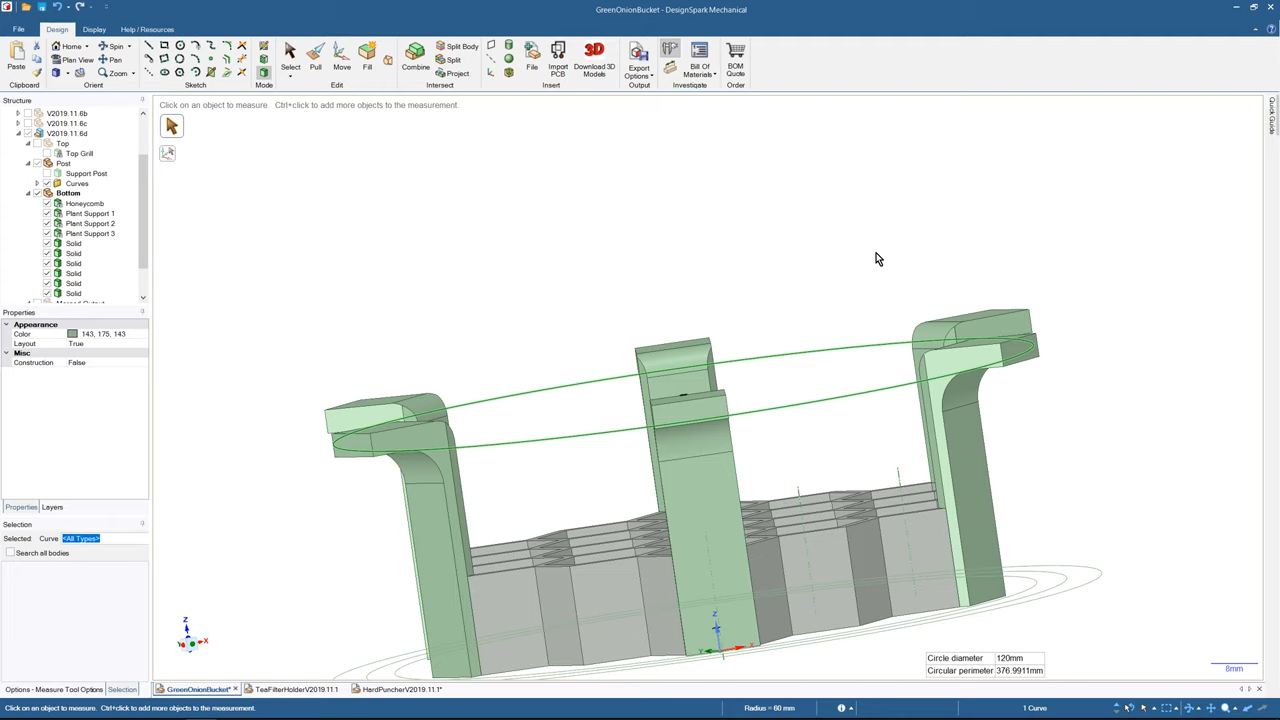 GreenOnionBucket - DesignSpark Mechanical
File
Design
Display
Help / Resources
Paste
Clipboard
Home
Plan View
Spin
Pan
Zoom
Orient
Sketch
Mode
Select
Pull
Move
Fill
Edit
Combine
Split Body
Split
Project
Intersect
File
Import PCB
3D
Download 3D Models
Insert
Export Options
Output
Bill Of Materials
Investigate
BOM Quote
Order
Structure
Click on an object to measure. Ctrl+click to add more objects to the measurement.
Quick Guide
V2019.11.6b
V2019.11.6c
V2019.11.6d
Top
Top Grill
Post
Support Post
Curves
Bottom
Honeycomb
Plant Support 1
Plant Support 2
Plant Support 3
Solid
Solid
Solid
Solid
Solid
Solid
Properties
Appearance
Color 143, 175, 143
Layout True
Misc
Construction False
Properties Layers
Selection
Selected: Curve <All Types>
Search all bodies
Z
X
Z
X
Y
Circle diameter 120mm
Circular perimeter 376.9911mm
8mm
Options - Measure Tool Options Selection
GreenOnionBucket* TeaFilterHolderV2019.11.1 HardPuncherV2019.11.1*
Click on an object to measure. Ctrl+click to add more objects to the measurement.
Radius = 60 mm
1 Curve